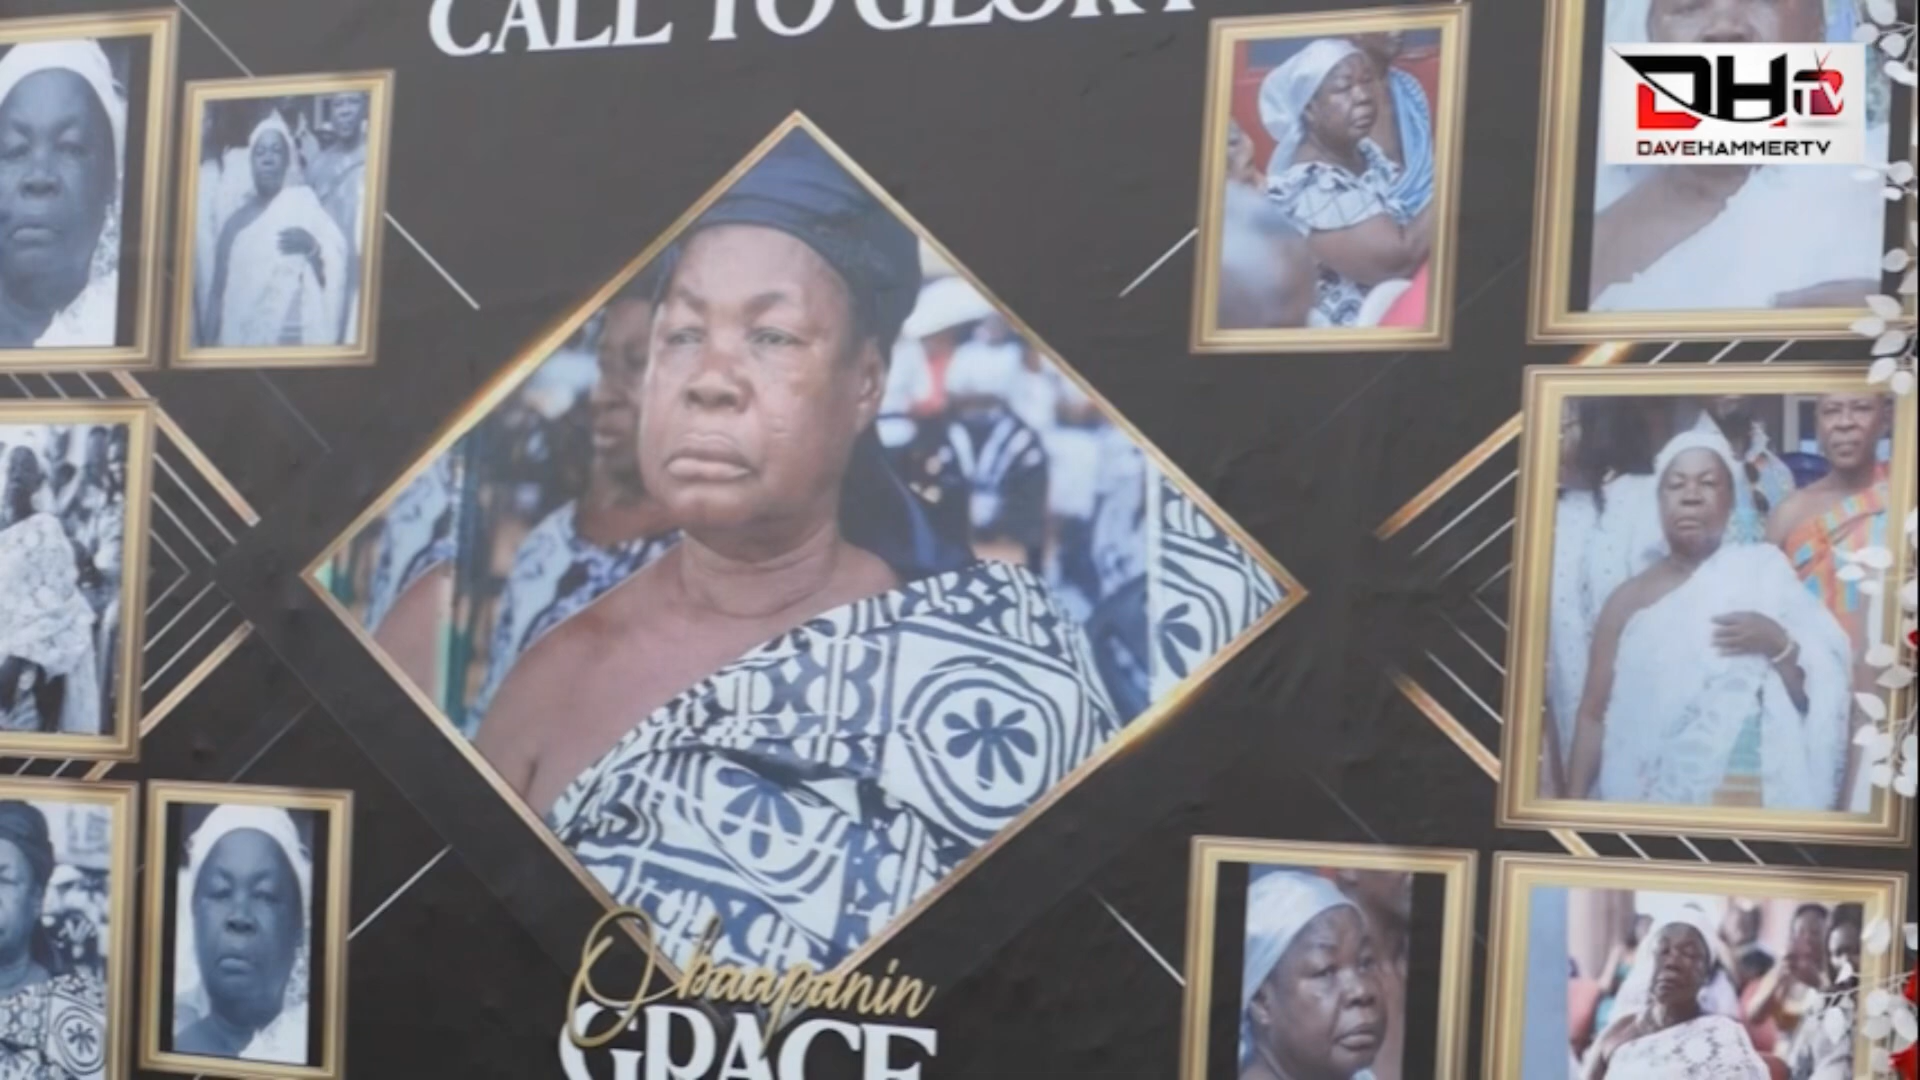 CALL TO GLORY
DH TV
DAVEHAMMERTV
Obaapanin
GRACE